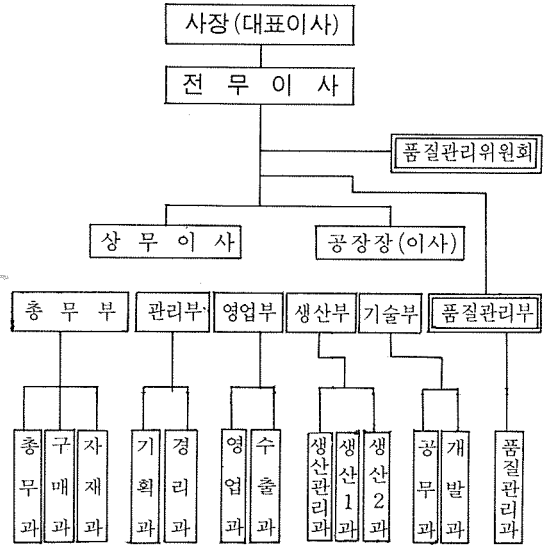 사장(대표이사)
전 무 이 사
품질관리위원회
상 무 이 사
공장장(이사)
총 무 부
관리부
영업부
생산부
기술부
품질관리부
총무과
구매과
자재과
기획과
경리과
영업과
수출과
생산관리과
생산1과
생산2과
공무과
개발과
품질관리과